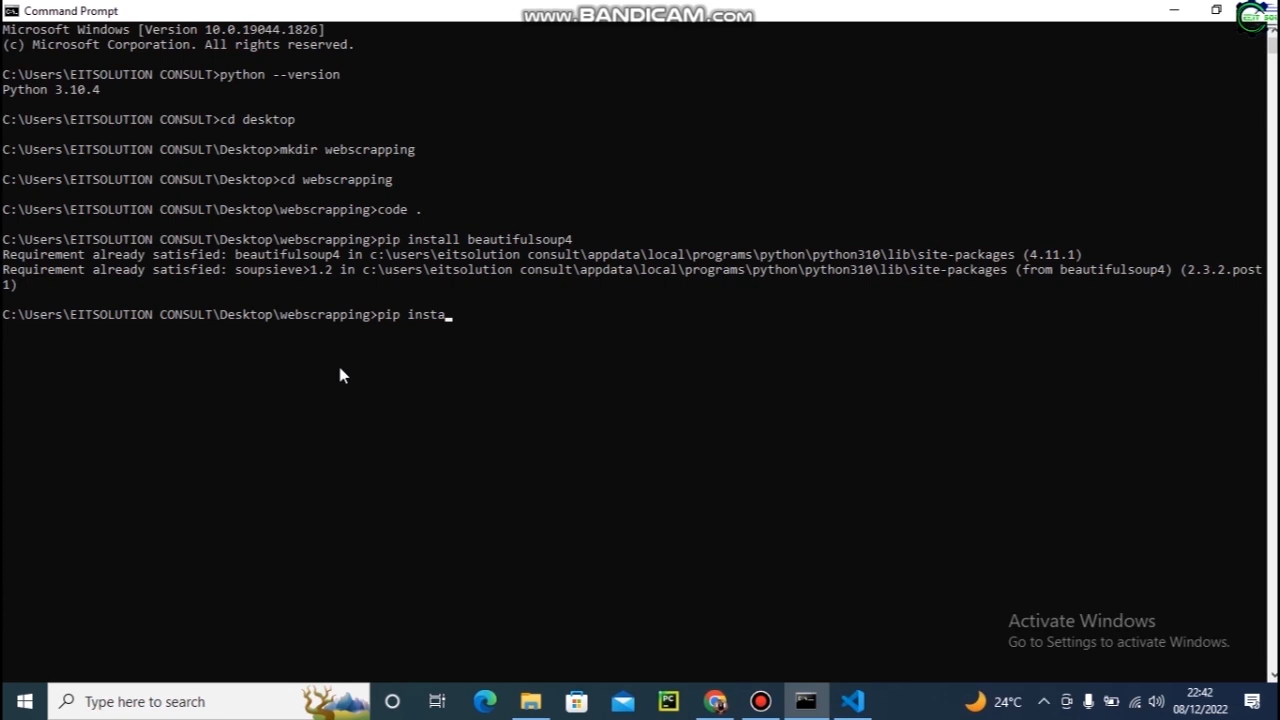 Command Prompt
www.BANDICAM.com
Microsoft Windows [Version 10.0.19044.1826]
(c) Microsoft Corporation. All rights reserved.
C:\Users\EITSOLUTION CONSULT>python --version
Python 3.10.4
C:\Users\EITSOLUTION CONSULT>cd desktop
C:\Users\EITSOLUTION CONSULT\Desktop>mkdir webscrapping
C:\Users\EITSOLUTION CONSULT\Desktop>cd webscrapping
C:\Users\EITSOLUTION CONSULT\Desktop\webscrapping>code .
C:\Users\EITSOLUTION CONSULT\Desktop\webscrapping>pip install beautifulsoup4
Requirement already satisfied: beautifulsoup4 in c:\users\eitsolution consult\appdata\local\programs\python\python310\lib\site-packages (4.11.1)
Requirement already satisfied: soupsieve>1.2 in c:\users\eitsolution consult\appdata\local\programs\python\python310\lib\site-packages (from beautifulsoup4) (2.3.2.post
1)
C:\Users\EITSOLUTION CONSULT\Desktop\webscrapping>pip insta
Activate Windows
Go to Settings to activate Windows.
Type here to search
24°C
22:42
08/12/2022